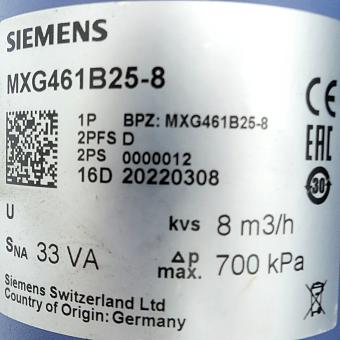 SIEMENS
MXG461B25-8
1P BPZ: MXG461B25-8
2PFS D
2PS 0000012
16D 20220308
CE
EAC
30
U
kvs 8 m3/h
SNA 33 VA
Δp max. 700 kPa
Siemens Switzerland Ltd
Country of Origin: Germany